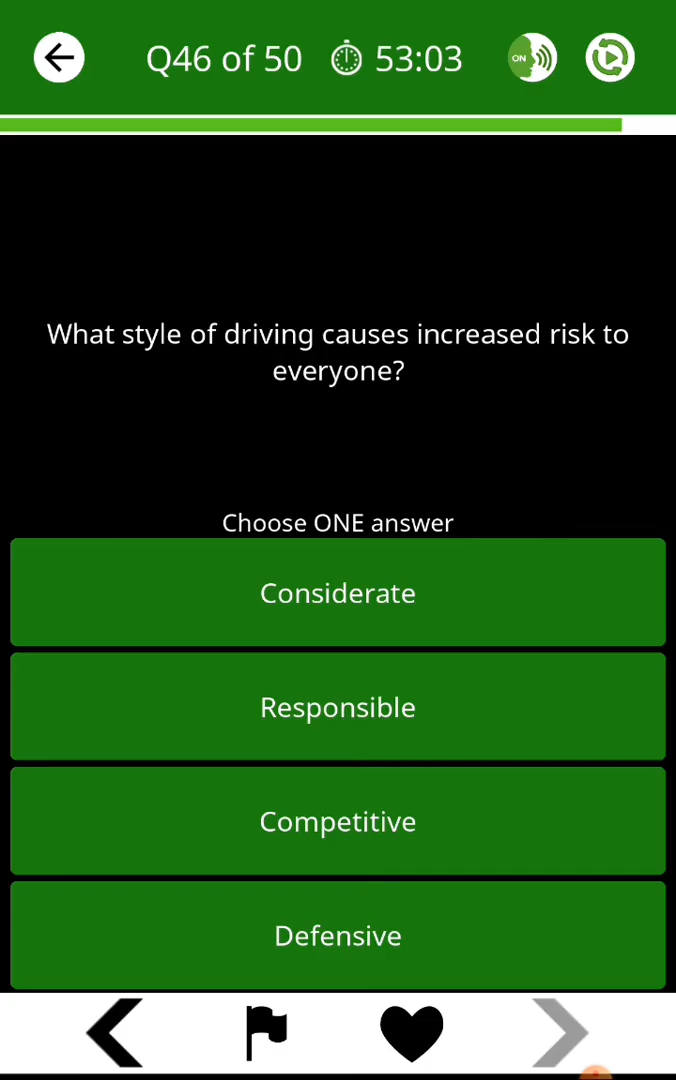 Q46 of 50 53:03 ON
What style of driving causes increased risk to
everyone?
Choose ONE answer
Considerate
Responsible
Competitive
Defensive